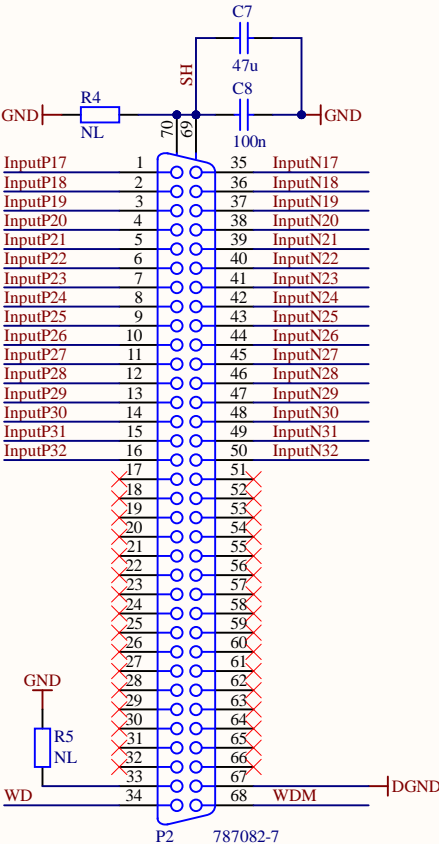 C7
47u
SH
R4
C8
GND
GND
NL
70
69
100n
InputP17 1 35 InputN17
InputP18 2 36 InputN18
InputP19 3 37 InputN19
InputP20 4 38 InputN20
InputP21 5 39 InputN21
InputP22 6 40 InputN22
InputP23 7 41 InputN23
InputP24 8 42 InputN24
InputP25 9 43 InputN25
InputP26 10 44 InputN26
InputP27 11 45 InputN27
InputP28 12 46 InputN28
InputP29 13 47 InputN29
InputP30 14 48 InputN30
InputP31 15 49 InputN31
InputP32 16 50 InputN32
17 51
18 52
19 53
20 54
21 55
22 56
23 57
24 58
25 59
26 60
27 61
28 62
29 63
30 64
31 65
32 66
33 67
GND
R5
NL
DGND
WD 34 68 WDM
P2 787082-7